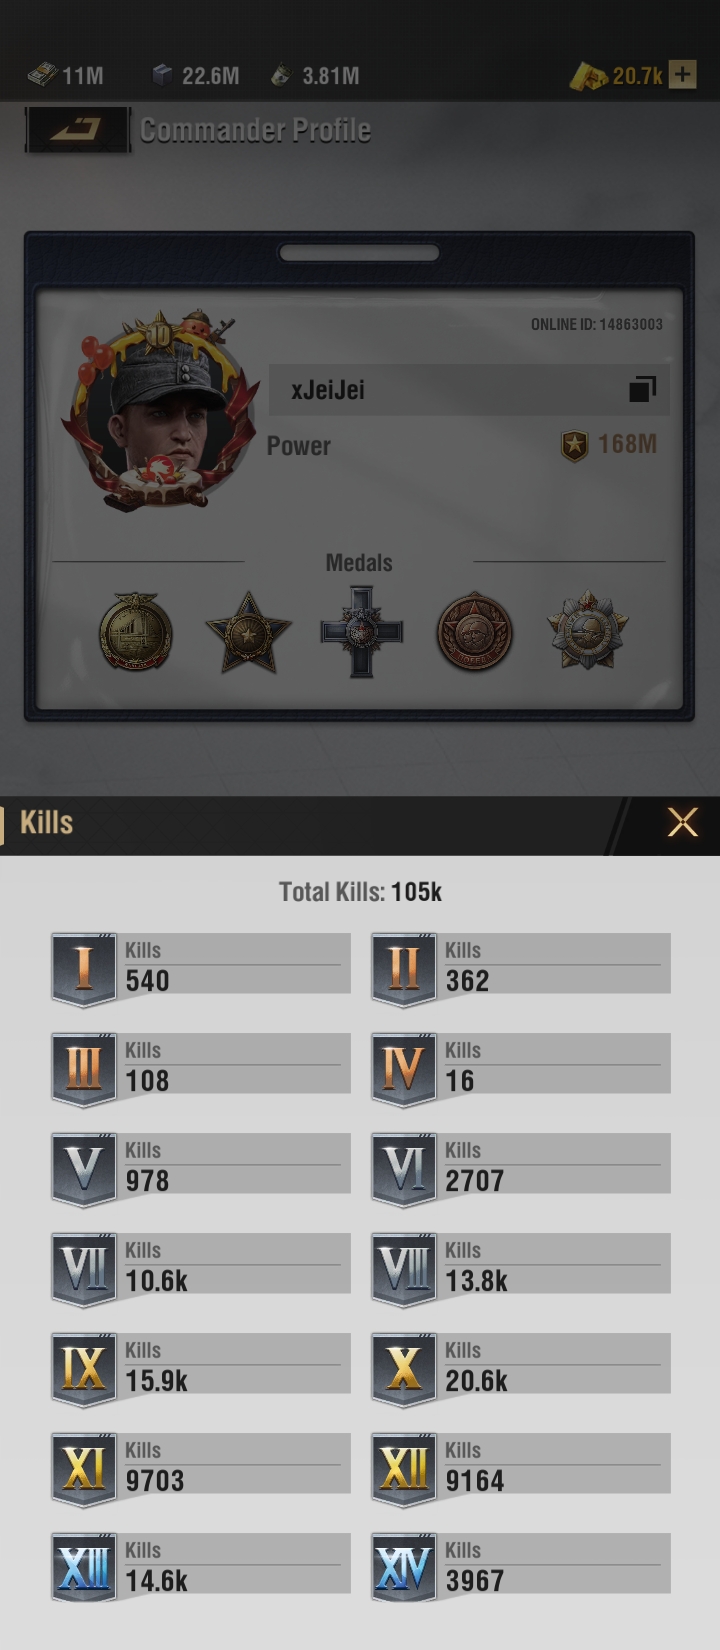 11M 22.6M 3.81M 20.7k
Commander Profile
10
ONLINE ID: 14863003
xJeiJei
Power 168M
Medals
Kills
Total Kills: 105k
I Kills 540
II Kills 362
III Kills 108
IV Kills 16
V Kills 978
VI Kills 2707
VII Kills 10.6k
VIII Kills 13.8k
IX Kills 15.9k
X Kills 20.6k
XI Kills 9703
XII Kills 9164
XIII Kills 14.6k
XIV Kills 3967